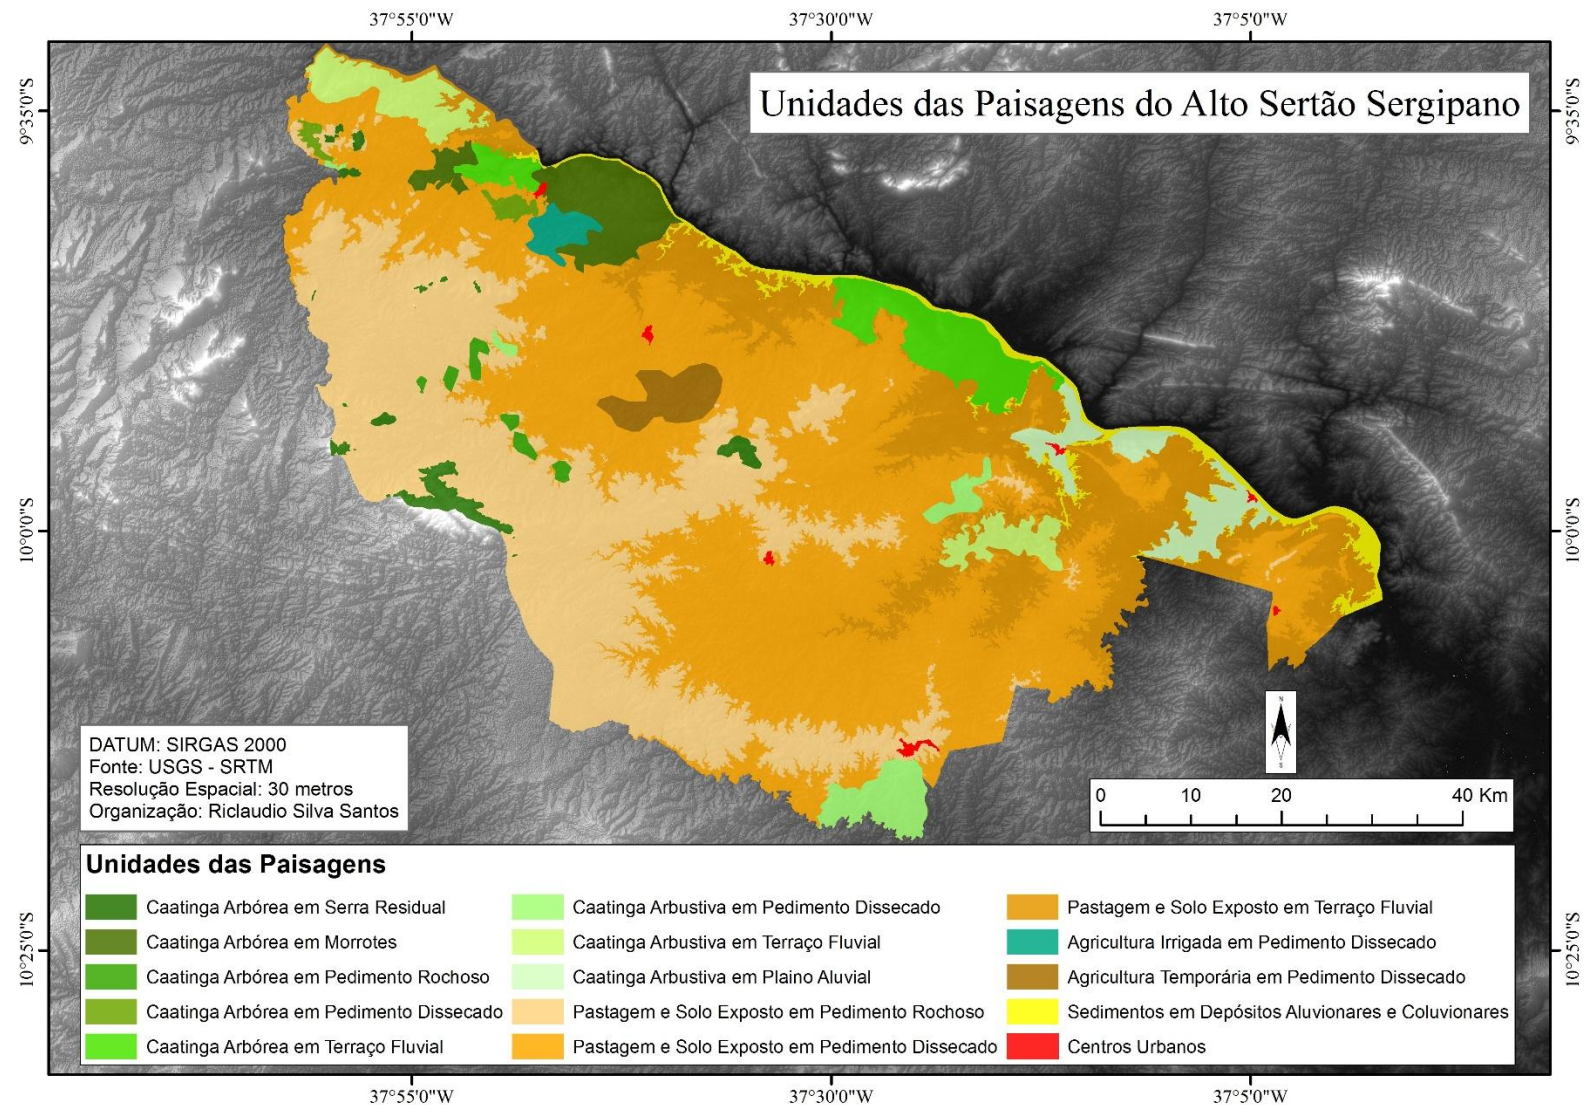 37°55'0"W 37°30'0"W 37°5'0"W
Unidades das Paisagens do Alto Sertão Sergipano
9°35'0"S 9°35'0"S
10°0'0"S 10°0'0"S
N
S
DATUM: SIRGAS 2000
Fonte: USGS - SRTM
Resolução Espacial: 30 metros
Organização: Riclaudio Silva Santos
0 10 20 40 Km
Unidades das Paisagens
Caatinga Arbórea em Serra Residual
Caatinga Arbórea em Morrotes
Caatinga Arbórea em Pedimento Rochoso
Caatinga Arbórea em Pedimento Dissecado
Caatinga Arbórea em Terraço Fluvial
Caatinga Arbustiva em Pedimento Dissecado
Caatinga Arbustiva em Terraço Fluvial
Caatinga Arbustiva em Plaino Aluvial
Pastagem e Solo Exposto em Pedimento Rochoso
Pastagem e Solo Exposto em Pedimento Dissecado
Pastagem e Solo Exposto em Terraço Fluvial
Agricultura Irrigada em Pedimento Dissecado
Agricultura Temporária em Pedimento Dissecado
Sedimentos em Depósitos Aluvionares e Coluvionares
Centros Urbanos
10°25'0"S 10°25'0"S
37°55'0"W 37°30'0"W 37°5'0"W